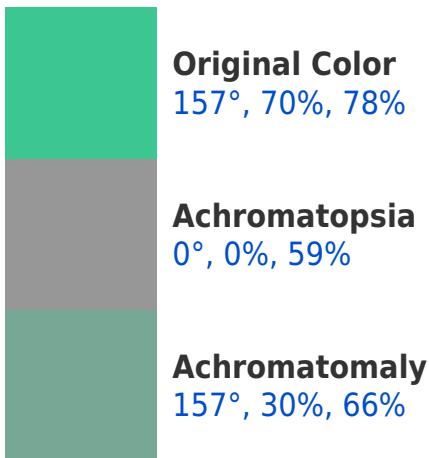 Original Color
157°, 70%, 78%
Achromatopsia
0°, 0%, 59%
Achromatomaly
157°, 30%, 66%